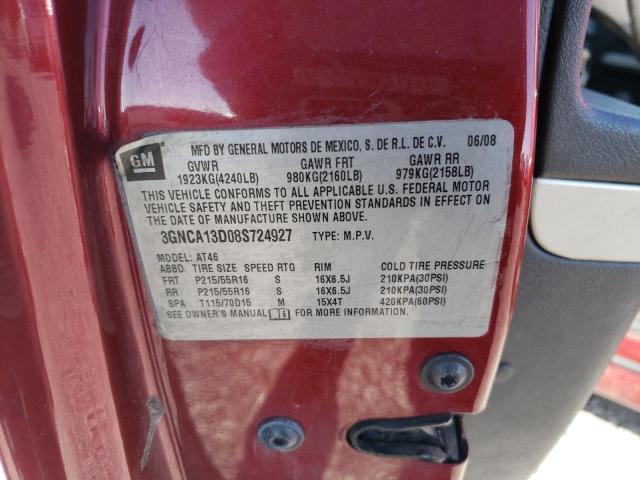 GM
MFD BY GENERAL MOTORS DE MEXICO, S. DE R.L. DE C.V. 06/08
GVWR GAWR FRT GAWR RR
1923KG(4240LB) 980KG(2160LB) 979KG(2158LB)
THIS VEHICLE CONFORMS TO ALL APPLICABLE U.S. FEDERAL MOTOR
VEHICLE SAFETY AND THEFT PREVENTION STANDARDS IN EFFECT ON
THE DATE OF MANUFACTURE SHOWN ABOVE.
3GNCA13D08S724927 TYPE: M.P.V.
MODEL: AT46
ABBD TIRE SIZE SPEED RTG RIM COLD TIRE PRESSURE
FRT P215/55R16 S 16X6.5J 210KPA(30PSI)
RR P215/55R16 S 16X6.5J 210KPA(30PSI)
SPA T115/70D15 M 15X4T 420KPA(60PSI)
SEE OWNER'S MANUAL FOR MORE INFORMATION.